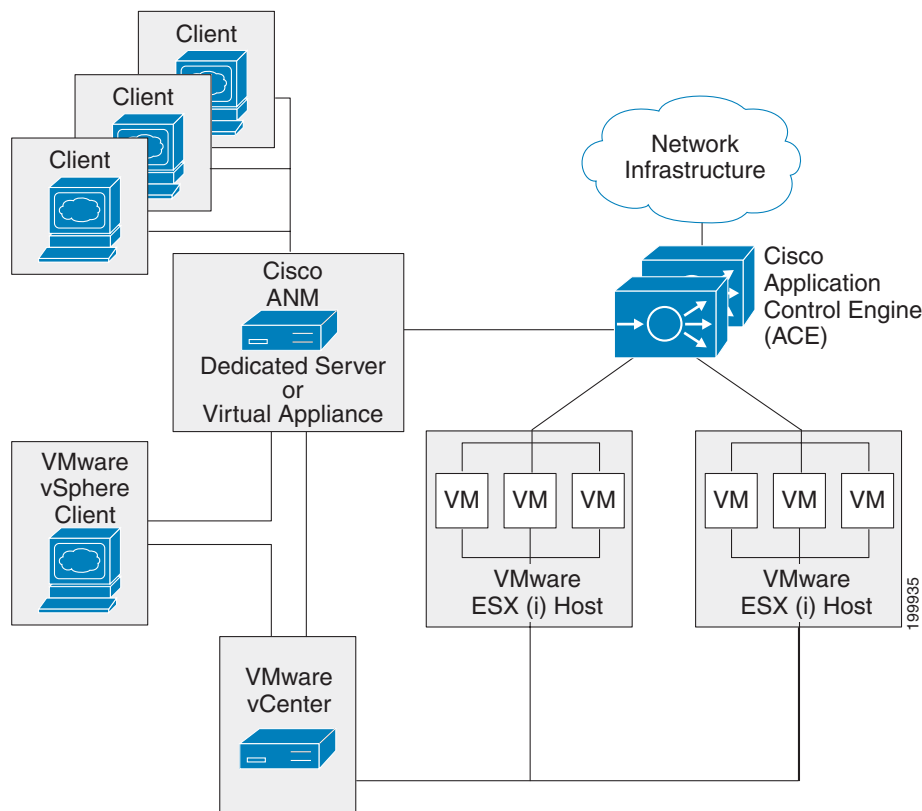 Client
Client
Client
Network
Infrastructure
Cisco
Application
Control Engine
(ACE)
Cisco
ANM
Dedicated Server
or
Virtual Appliance
VMware
vSphere
Client
VM VM VM
VMware
ESX (i) Host
VM VM VM
VMware
ESX (i) Host
199935
VMware
vCenter